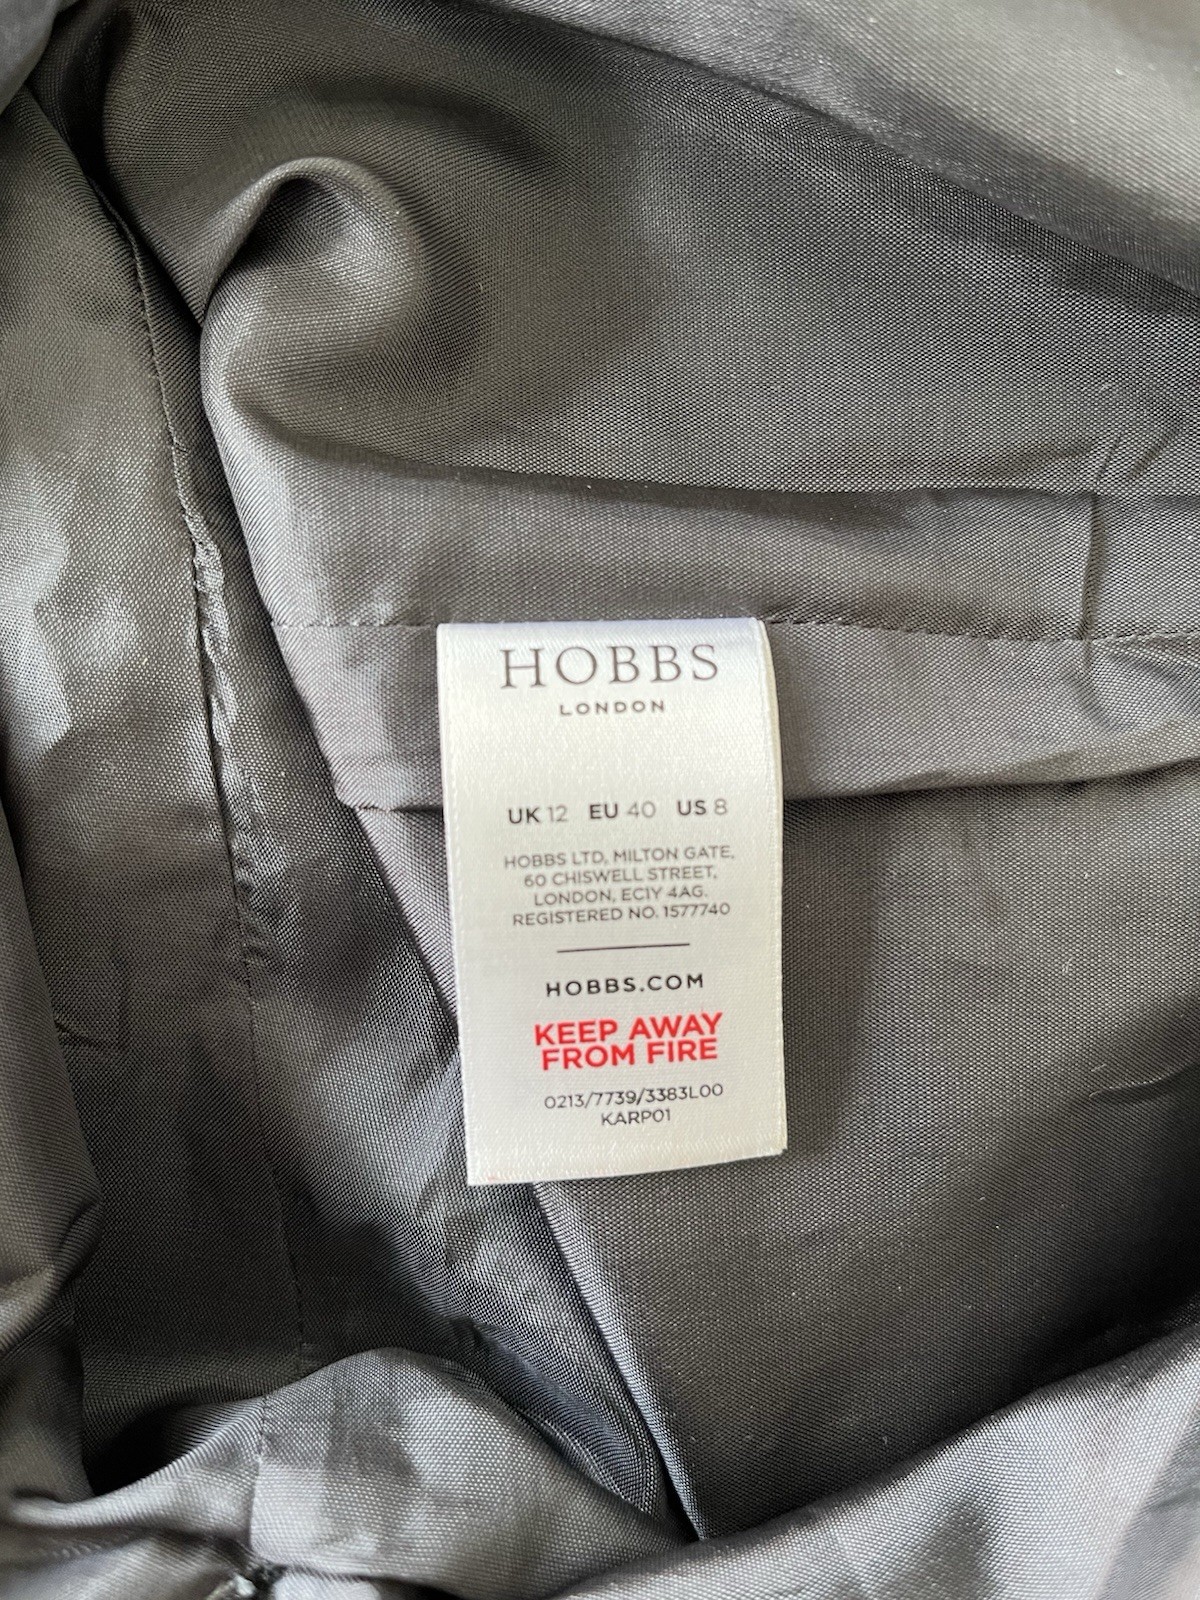 HOBBS
LONDON
UK 12 EU 40 US 8
HOBBS LTD, MILTON GATE,
60 CHISWELL STREET,
LONDON, EC1Y 4AG.
REGISTERED NO. 1577740
HOBBS.COM
KEEP AWAY
FROM FIRE
0213/7739/3383L00
KARP01